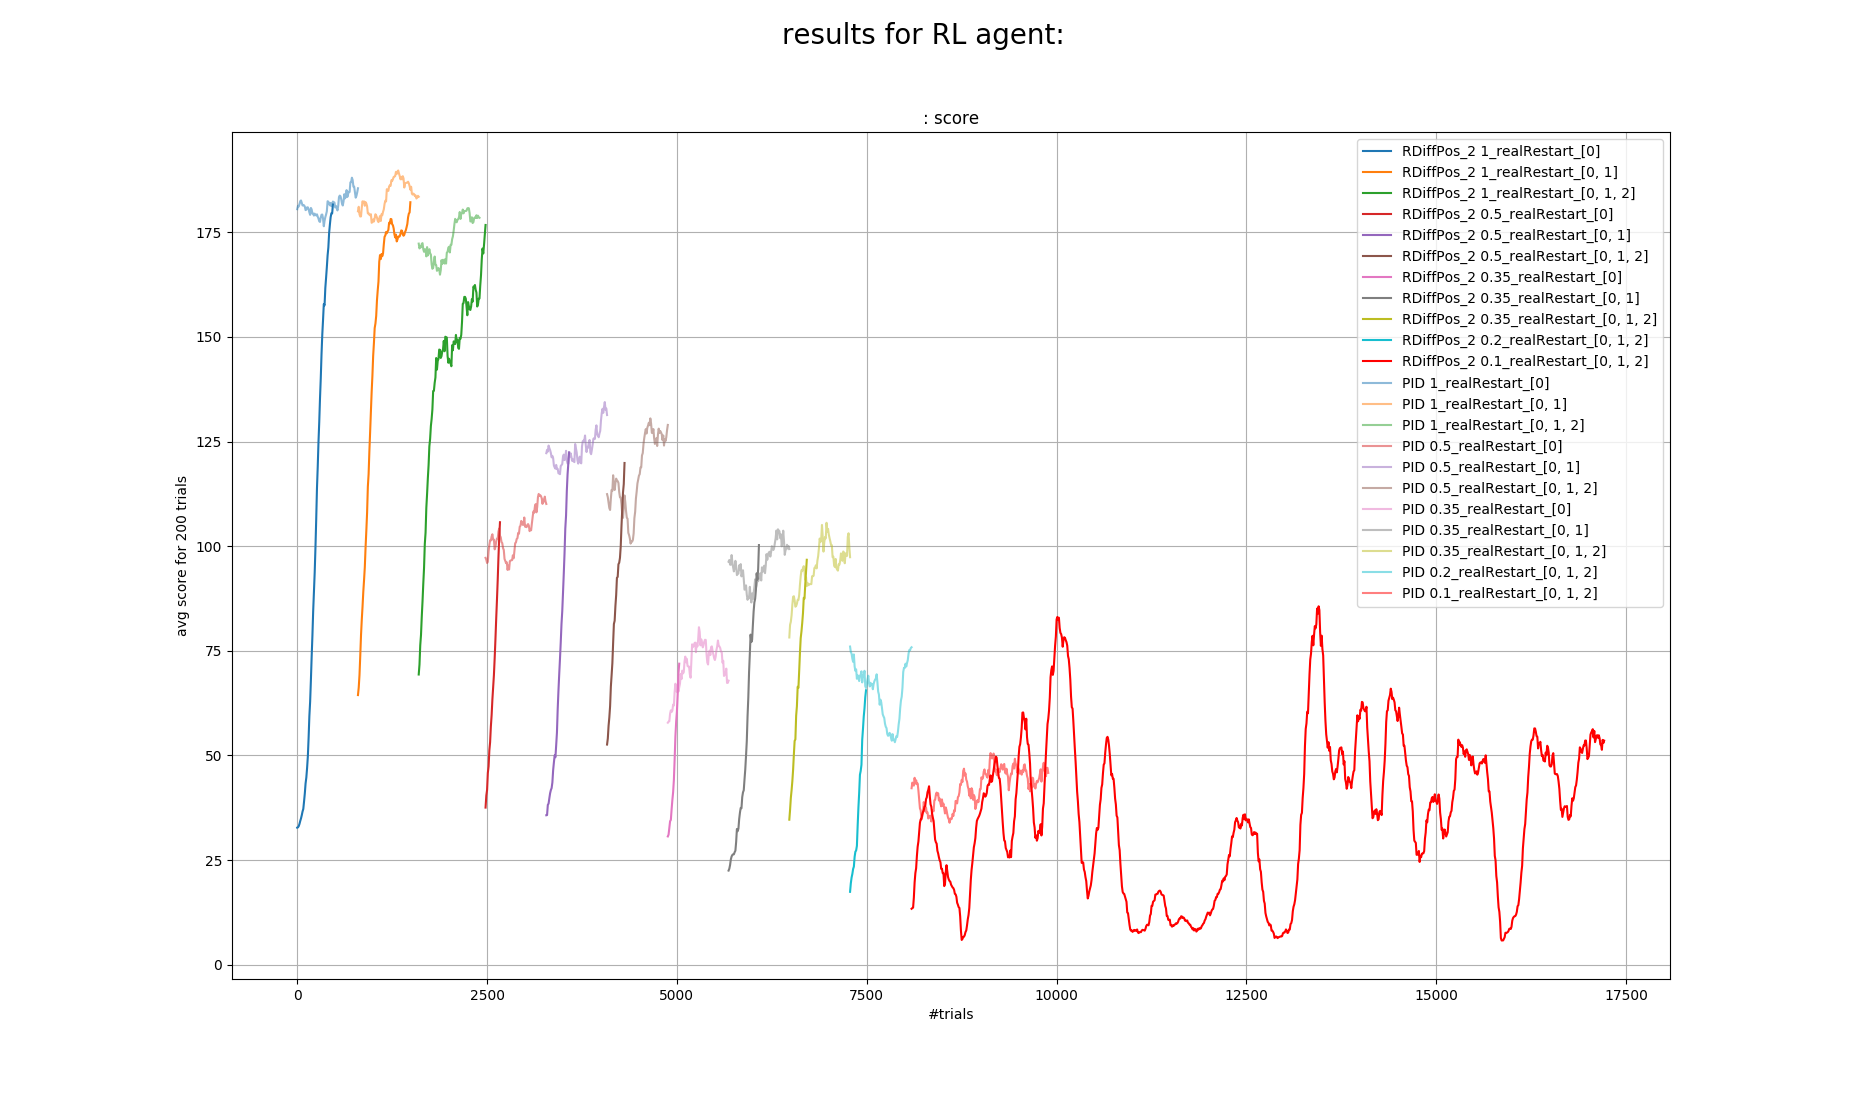 results for RL agent:
: score
RDiffPos_2 1_realRestart_[0]
RDiffPos_2 1_realRestart_[0, 1]
RDiffPos_2 1_realRestart_[0, 1, 2]
RDiffPos_2 0.5_realRestart_[0]
RDiffPos_2 0.5_realRestart_[0, 1]
RDiffPos_2 0.5_realRestart_[0, 1, 2]
RDiffPos_2 0.35_realRestart_[0]
RDiffPos_2 0.35_realRestart_[0, 1]
RDiffPos_2 0.35_realRestart_[0, 1, 2]
RDiffPos_2 0.2_realRestart_[0, 1, 2]
RDiffPos_2 0.1_realRestart_[0, 1, 2]
PID 1_realRestart_[0]
PID 1_realRestart_[0, 1]
PID 1_realRestart_[0, 1, 2]
PID 0.5_realRestart_[0]
PID 0.5_realRestart_[0, 1]
PID 0.5_realRestart_[0, 1, 2]
PID 0.35_realRestart_[0]
PID 0.35_realRestart_[0, 1]
PID 0.35_realRestart_[0, 1, 2]
PID 0.2_realRestart_[0, 1, 2]
PID 0.1_realRestart_[0, 1, 2]
avg score for 200 trials
175
150
125
100
75
50
25
0
0 2500 5000 7500 10000 12500 15000 17500
#trials